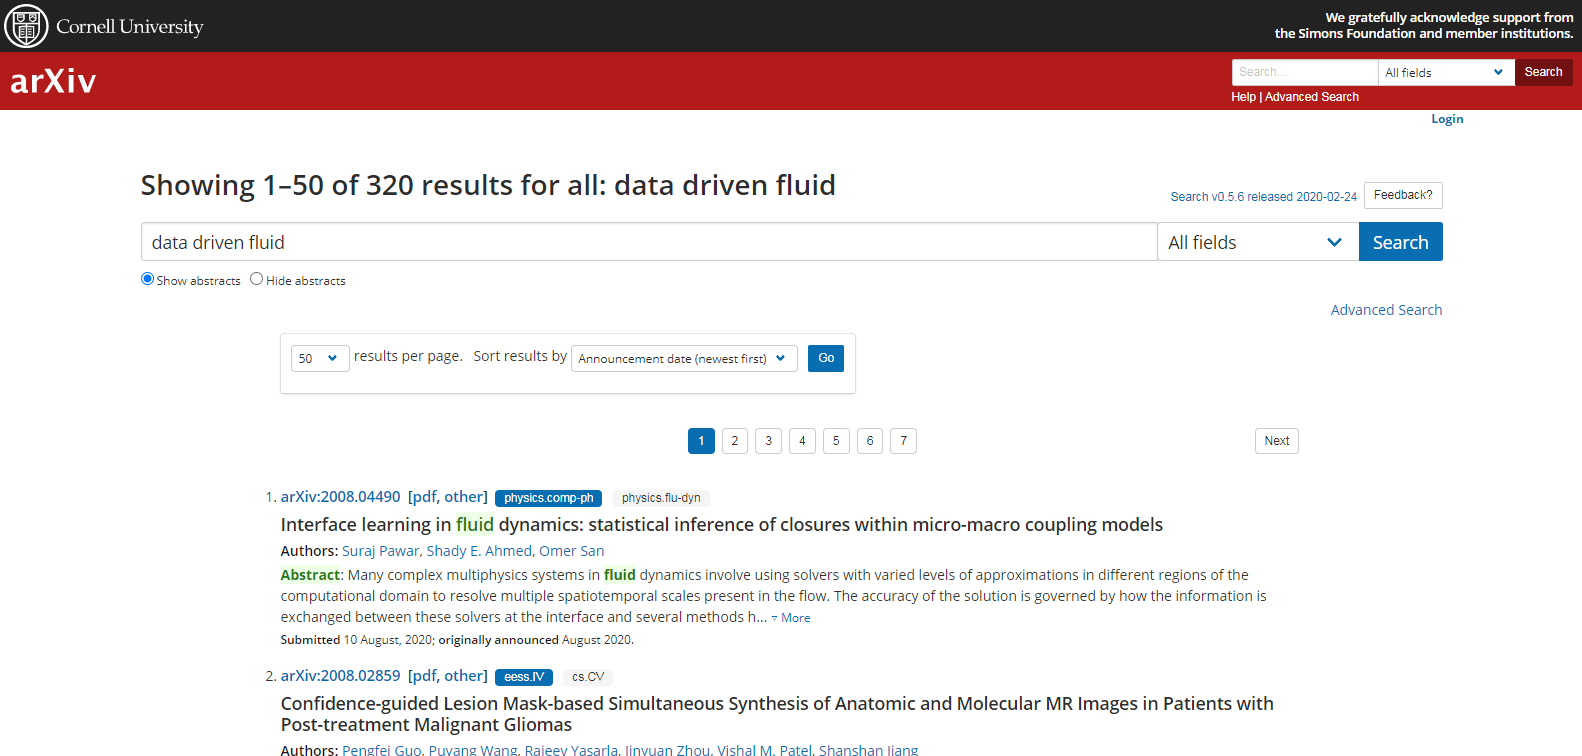 Cornell University
We gratefully acknowledge support from
the Simons Foundation and member institutions.
arXiv
Search...
All fields
Search
Help | Advanced Search
Login
Showing 1–50 of 320 results for all: data driven fluid
Search v0.5.6 released 2020-02-24
Feedback?
data driven fluid
All fields
Search
Show abstracts Hide abstracts
Advanced Search
50 results per page. Sort results by Announcement date (newest first) Go
1 2 3 4 5 6 7 Next
1. arXiv:2008.04490 [pdf, other] physics.comp-ph physics.flu-dyn
Interface learning in fluid dynamics: statistical inference of closures within micro-macro coupling models
Authors: Suraj Pawar, Shady E. Ahmed, Omer San
Abstract: Many complex multiphysics systems in fluid dynamics involve using solvers with varied levels of approximations in different regions of the
computational domain to resolve multiple spatiotemporal scales present in the flow. The accuracy of the solution is governed by how the information is
exchanged between these solvers at the interface and several methods h... ▿ More
Submitted 10 August, 2020; originally announced August 2020.
2. arXiv:2008.02859 [pdf, other] eess.IV cs.CV
Confidence-guided Lesion Mask-based Simultaneous Synthesis of Anatomic and Molecular MR Images in Patients with
Post-treatment Malignant Gliomas
Authors: Pengfei Guo, Puyang Wang, Rajeev Yasarla, Jinyuan Zhou, Vishal M. Patel, Shanshan Jiang